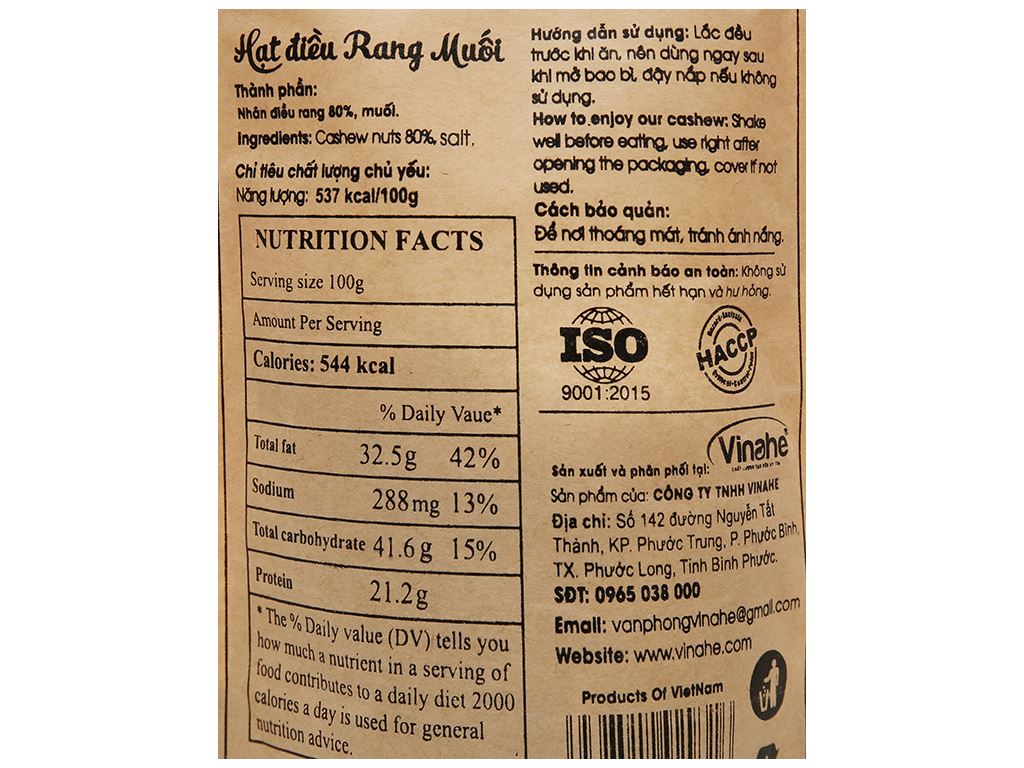 Hạt điều Rang Muối
Thành phần:
Nhân điều rang 80%, muối.
Ingredients: Cashew nuts 80%, salt.
Chỉ tiêu chất lượng chủ yếu:
Năng lượng: 537 kcal/100g
NUTRITION FACTS
Serving size 100g
Amount Per Serving
Calories: 544 kcal
% Daily Vaue*
Total fat 32.5g 42%
Sodium 288mg 13%
Total carbohydrate 41.6g 15%
Protein 21.2g
* The % Daily value (DV) tells you
how much a nutrient in a serving of
food contributes to a daily diet 2000
calories a day is used for general
nutrition advice.
Hướng dẫn sử dụng: Lắc đều
trước khi ăn, nên dùng ngay sau
khi mở bao bì, đậy nắp nếu không
sử dụng.
How to enjoy our cashew: Shake
well before eating, use right after
opening the packaging, cover if not
used.
Cách bảo quản:
Để nơi thoáng mát, tránh ánh nắng.
Thông tin cảnh báo an toàn: Không sử
dụng sản phẩm hết hạn và hư hỏng.
ISO
9001:2015
HACCP
Vinahe®
Sản xuất và phân phối tại:
Sản phẩm của: CÔNG TY TNHH VINAHE
Địa chỉ: Số 142 đường Nguyễn Tất
Thành, KP. Phước Trung, P. Phước Bình,
TX. Phước Long, Tỉnh Bình Phước.
SĐT: 0965 038 000
Email: vanphongvinahe@gmail.com
Website: www.vinahe.com
Products Of VietNam